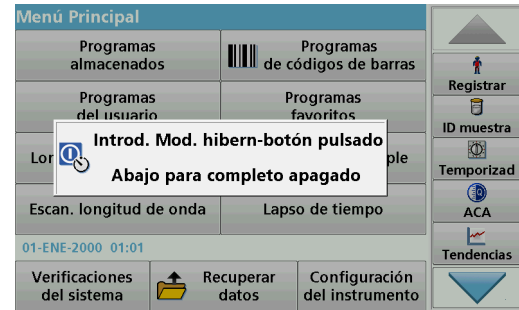 Menú Principal
Programas
almacenados
Programas
de códigos de barras
Programas
del usuario
Programas
favoritos
Introd. Mod. hibern-botón pulsado
Abajo para completo apagado
Escan. longitud de onda
Lapso de tiempo
01-ENE-2000 01:01
Verificaciones
del sistema
Recuperar
datos
Configuración
del instrumento
Registrar
ID muestra
Temporizad
ACA
Tendencias